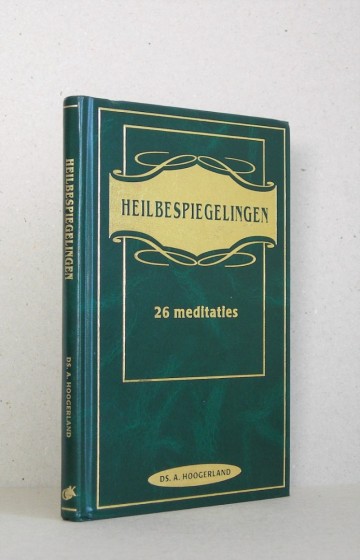 HEILBESPIEGELINGEN
DS. A. HOOGERLAND
HEILBESPIEGELINGEN
26 meditaties
DS. A. HOOGERLAND